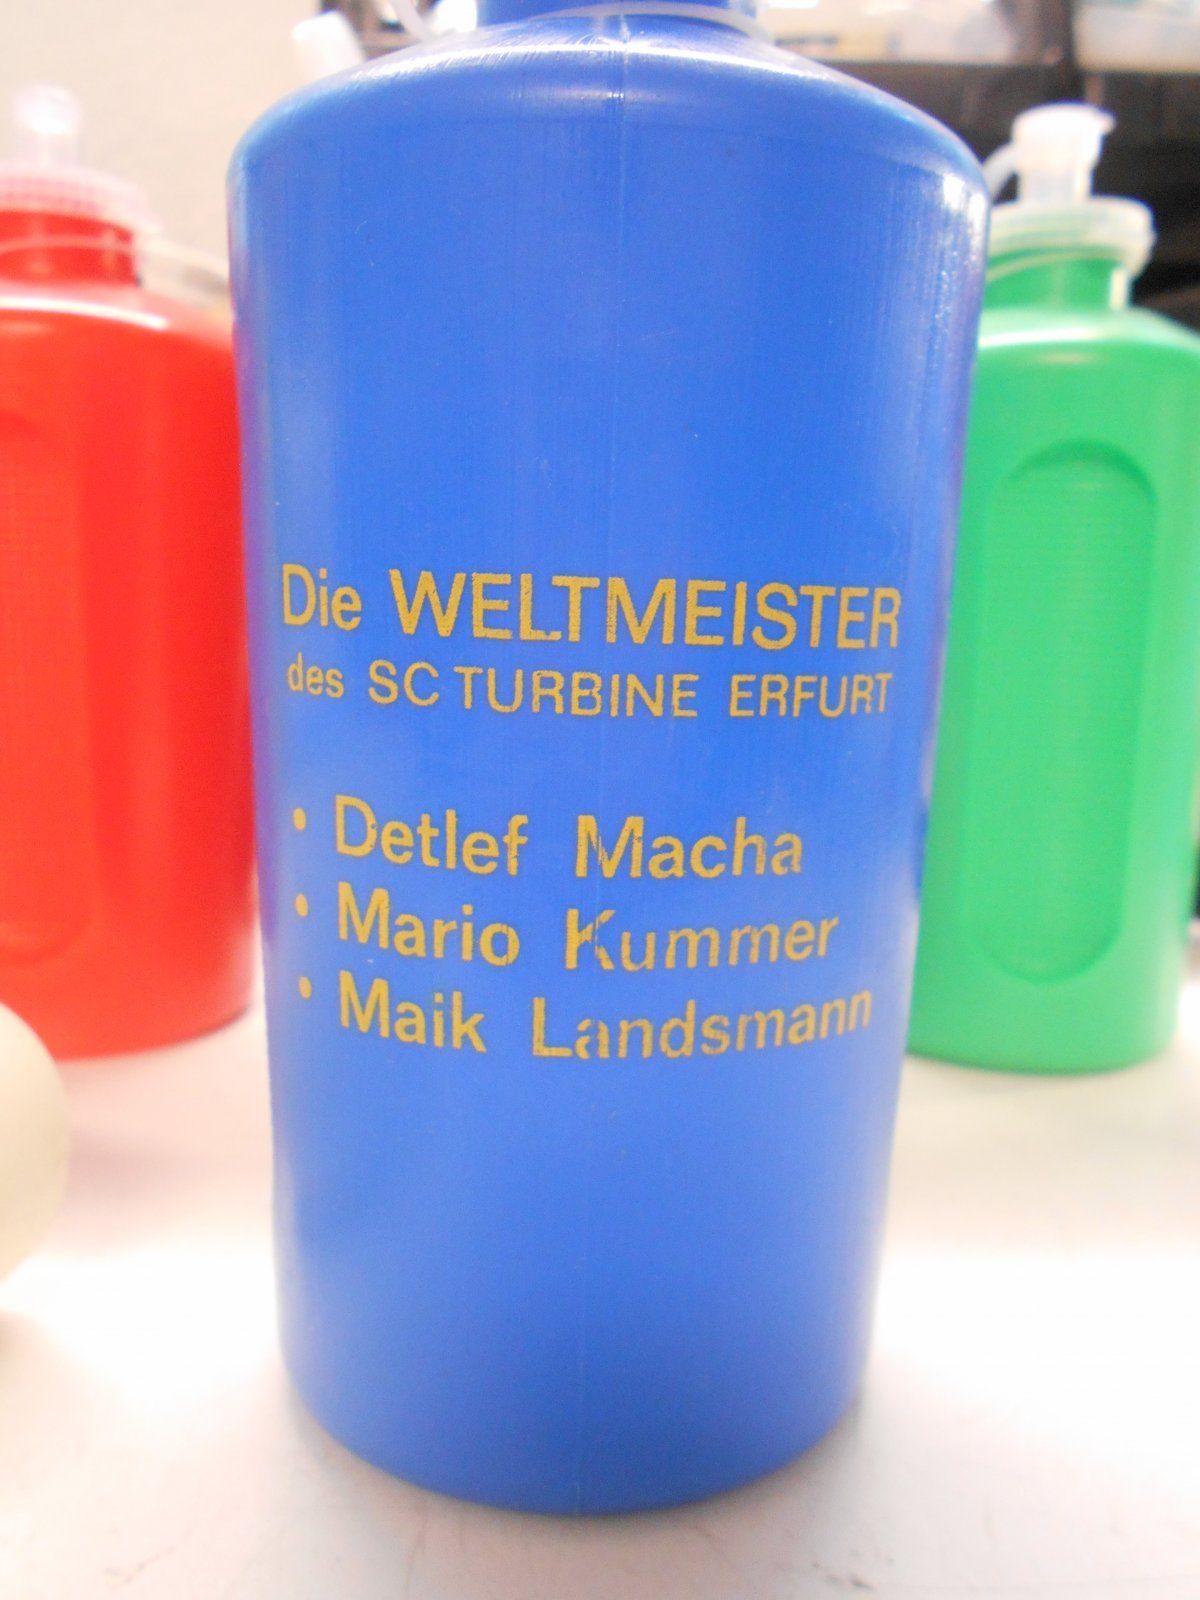 Die WELTMEISTER
des SC TURBINE ERFURT
• Detlef Macha
• Mario Kummer
• Maik Landsmann